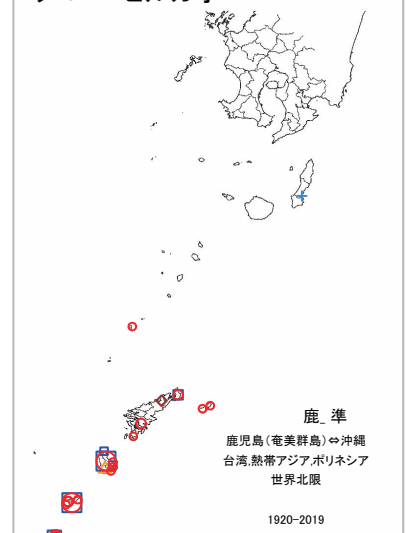 鹿_ 準
鹿児島(奄美群島)⇔沖縄
台湾,熱帯アジア,ポリネシア
世界北限
1920-2019